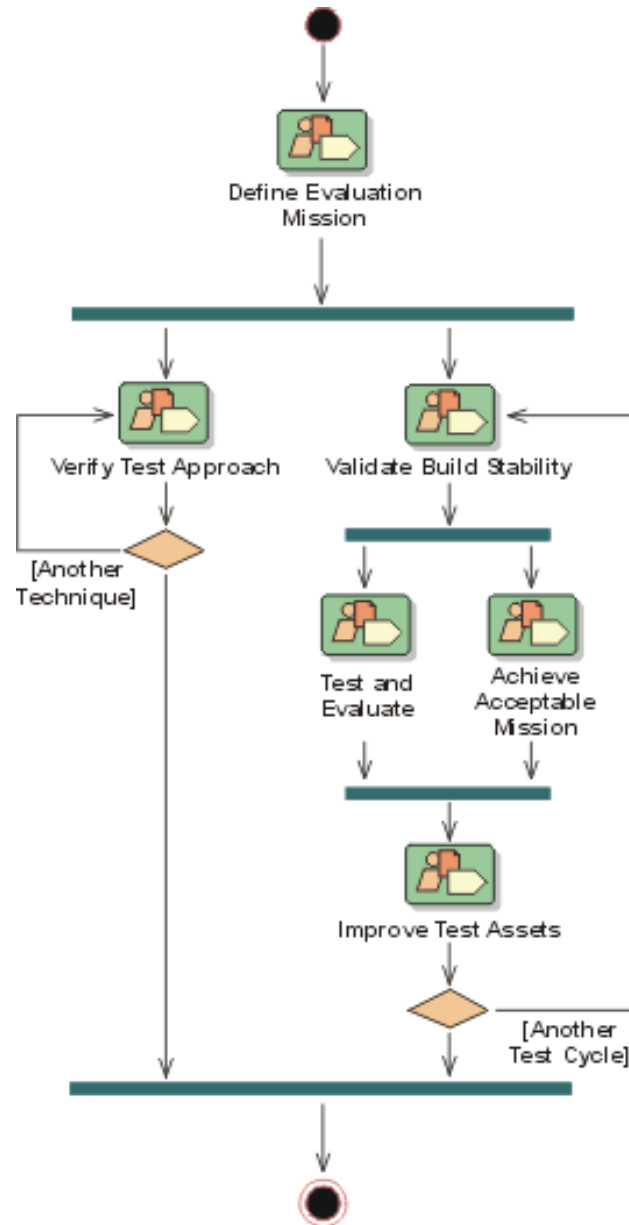 Define Evaluation
Mission
Verify Test Approach
Validate Build Stability
[Another
Technique]
Test and
Evaluate
Achieve
Acceptable
Mission
Improve Test Assets
[Another
Test Cycle]